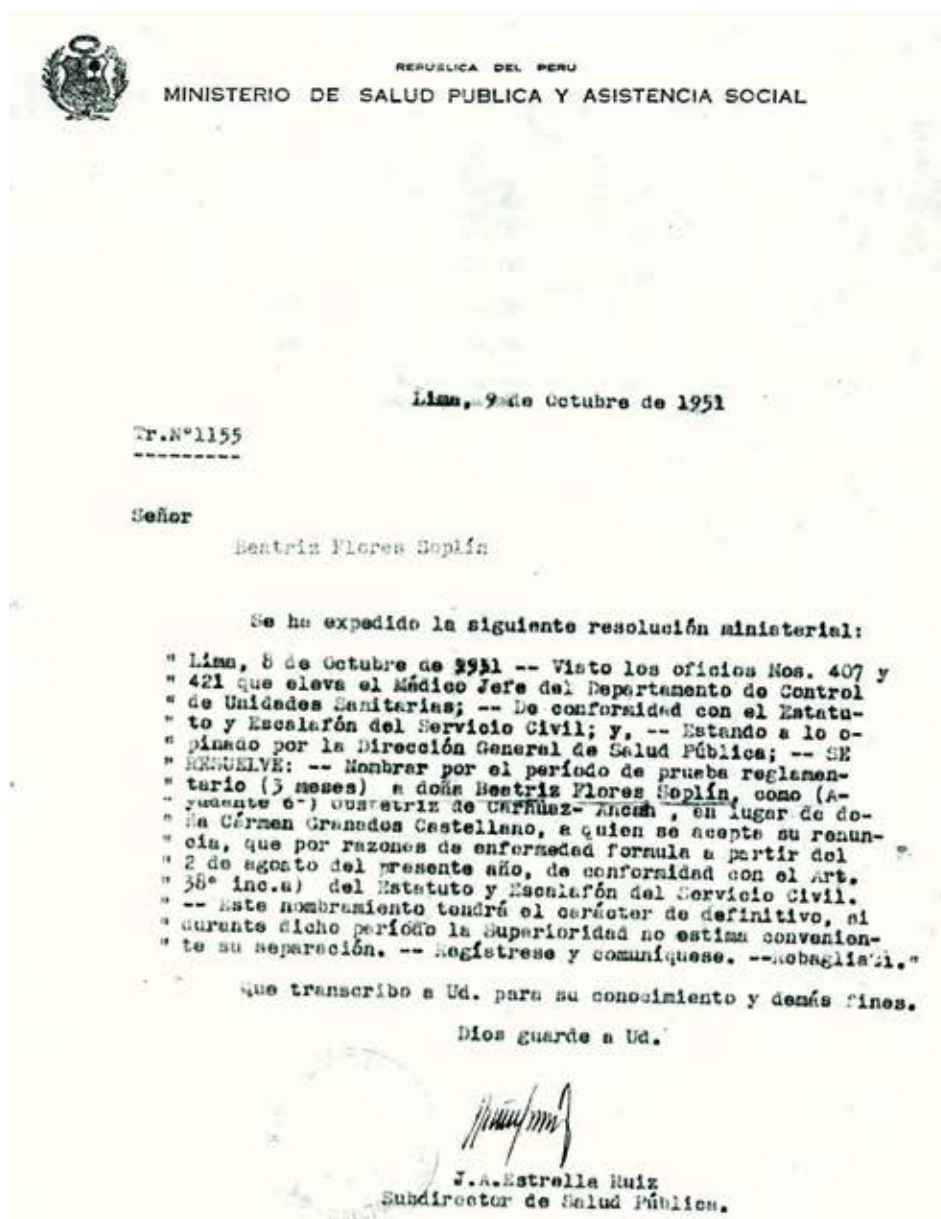 REPUBLICA DEL PERU
MINISTERIO DE SALUD PUBLICA Y ASISTENCIA SOCIAL
Lima, 9 de Octubre de 1951
Tr.N°1155
---------
Señor
Beatriz Flores Soplín
Se ha expedido la siguiente resolución ministerial:
" Lima, 8 de Octubre de 1951 -- Visto los oficios Nos. 407 y
" 421 que eleva el Médico Jefe del Departamento de Control
" de Unidades Sanitarias; -- De conformidad con el Estatu-
" to y Escalafón del Servicio Civil; y, -- Estando a lo o-
" pinado por la Dirección General de Salud Pública; -- SE
" RESUELVE: -- Nombrar por el período de prueba reglamen-
" tario (3 meses) a doña Beatriz Flores Soplín, como (A-
" yudante 6°) Obstetriz de Carhúaz- Ancash , en lugar de do-
" ña Cármen Granados Castellano, a quien se acepta su renun-
" cia, que por razones de enfermedad formula a partir del
" 2 de agosto del presente año, de conformidad con el Art.
" 38° inc.a) del Estatuto y Escalafón del Servicio Civil.
" -- Este nombramiento tendrá el carácter de definitivo, si
" durante dicho período la Superioridad no estima convenien-
" te su separación. -- Regístrese y comuníquese. --Robagliati."
Que transcribo a Ud. para su conocimiento y demás fines.
Dios guarde a Ud.
J.A.Estrella Ruiz
Subdirector de Salud Pública.